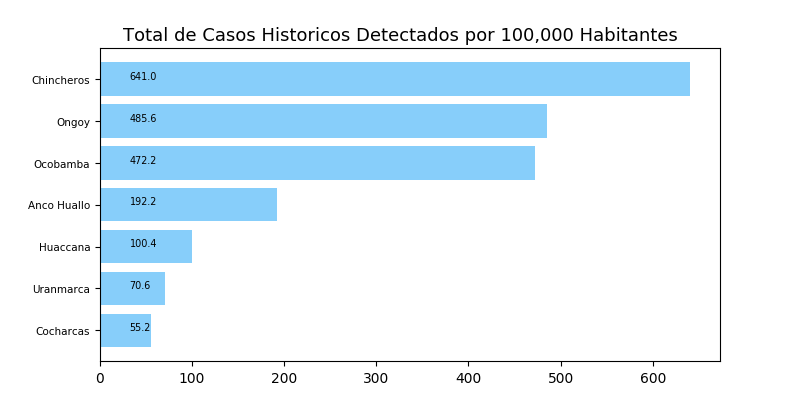 Total de Casos Historicos Detectados por 100,000 Habitantes
Chincheros 641.0
Ongoy 485.6
Ocobamba 472.2
Anco Huallo 192.2
Huaccana 100.4
Uranmarca 70.6
Cocharcas 55.2
0 100 200 300 400 500 600